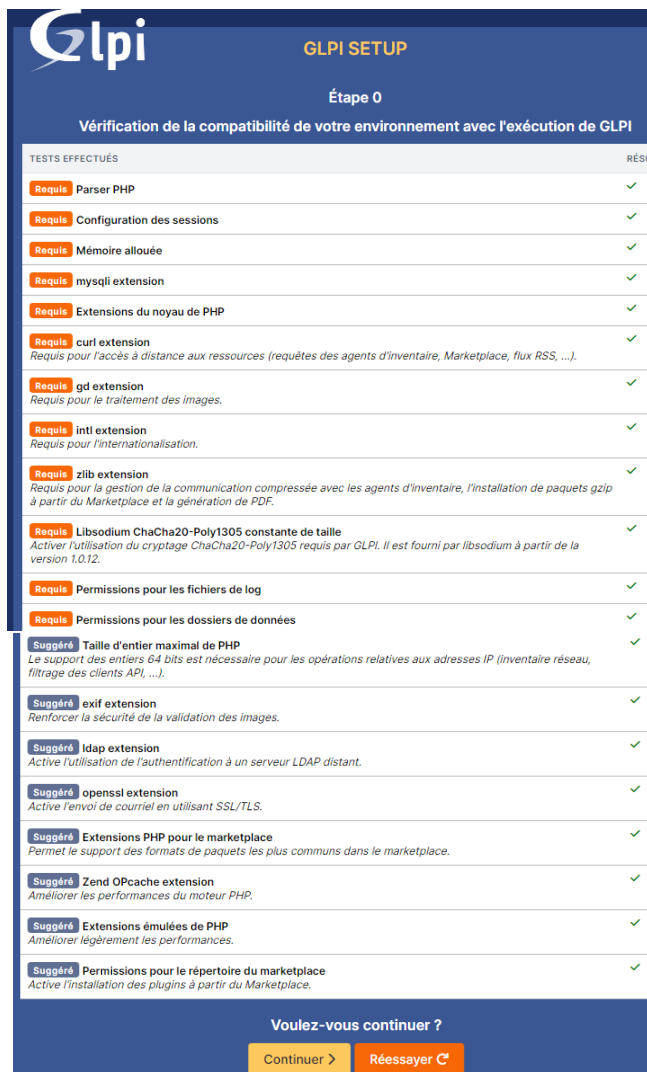 Glpi
GLPI SETUP
Étape 0
Vérification de la compatibilité de votre environnement avec l'exécution de GLPI
TESTS EFFECTUÉS RÉSU
Requis Parser PHP
Requis Configuration des sessions
Requis Mémoire allouée
Requis mysqli extension
Requis Extensions du noyau de PHP
Requis curl extension
Requis pour l'accès à distance aux ressources (requêtes des agents d'inventaire, Marketplace, flux RSS, ...).
Requis gd extension
Requis pour le traitement des images.
Requis intl extension
Requis pour l'internationalisation.
Requis zlib extension
Requis pour la gestion de la communication compressée avec les agents d'inventaire, l'installation de paquets gzip
à partir du Marketplace et la génération de PDF.
Requis Libsodium ChaCha20-Poly1305 constante de taille
Activer l'utilisation du cryptage ChaCha20-Poly1305 requis par GLPI. Il est fourni par libsodium à partir de la
version 1.0.12.
Requis Permissions pour les fichiers de log
Requis Permissions pour les dossiers de données
Suggéré Taille d'entier maximal de PHP
Le support des entiers 64 bits est nécessaire pour les opérations relatives aux adresses IP (inventaire réseau,
filtrage des clients API, ...).
Suggéré exif extension
Renforcer la sécurité de la validation des images.
Suggéré ldap extension
Active l'utilisation de l'authentification à un serveur LDAP distant.
Suggéré openssl extension
Active l'envoi de courriel en utilisant SSL/TLS.
Suggéré Extensions PHP pour le marketplace
Permet le support des formats de paquets les plus communs dans le marketplace.
Suggéré Zend OPcache extension
Améliorer les performances du moteur PHP.
Suggéré Extensions émulées de PHP
Améliorer légèrement les performances.
Suggéré Permissions pour le répertoire du marketplace
Active l'installation des plugins à partir du Marketplace.
Voulez-vous continuer ?
Continuer Réessayer